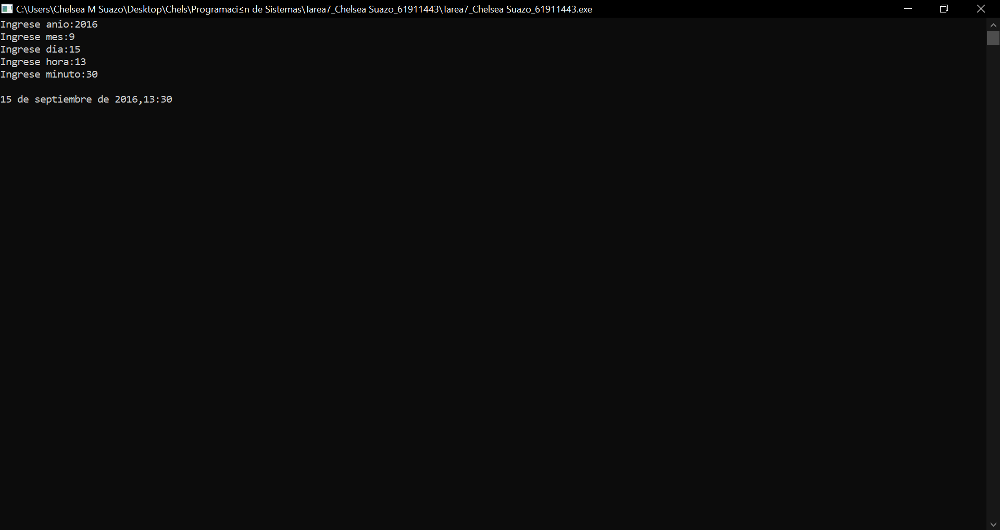 C:\Users\Chelsea M Suazo\Desktop\Chels\Programaci≤n de Sistemas\Tarea7_Chelsea Suazo_61911443\Tarea7_Chelsea Suazo_61911443.exe
Ingrese anio:2016
Ingrese mes:9
Ingrese dia:15
Ingrese hora:13
Ingrese minuto:30
15 de septiembre de 2016,13:30